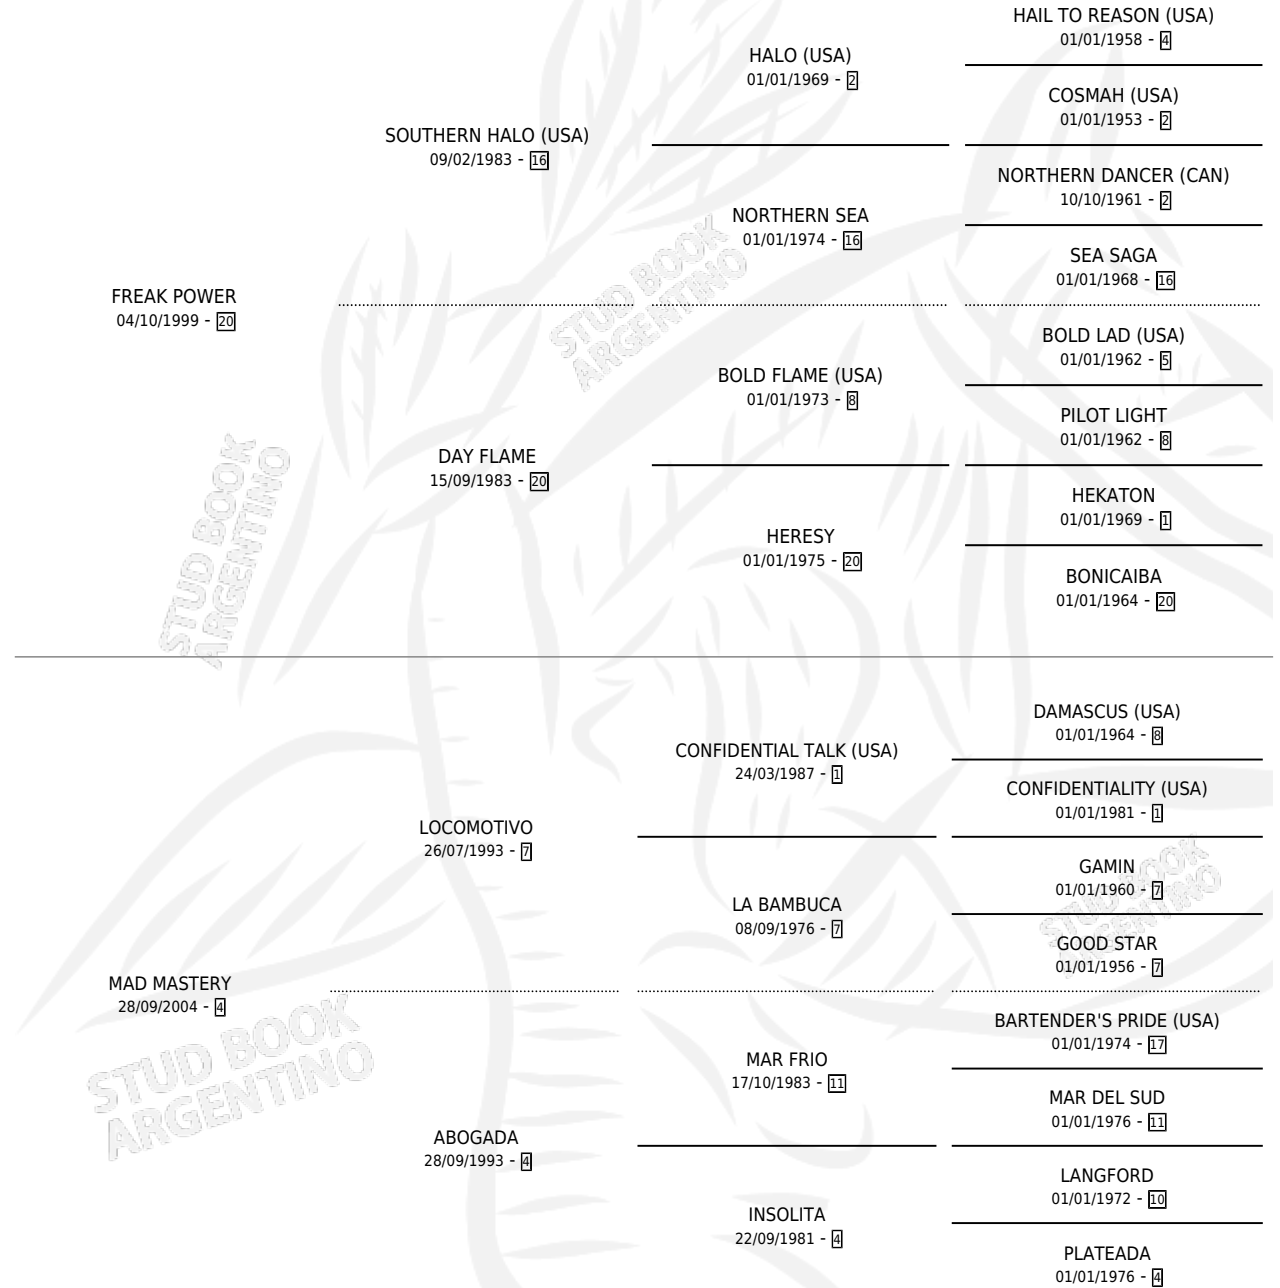 HAIL TO REASON (USA)
01/01/1958 - 4
HALO (USA)
01/01/1969 - 2
COSMAH (USA)
01/01/1953 - 2
SOUTHERN HALO (USA)
09/02/1983 - 16
NORTHERN DANCER (CAN)
10/10/1961 - 2
NORTHERN SEA
01/01/1974 - 16
SEA SAGA
01/01/1968 - 16
FREAK POWER
04/10/1999 - 20
BOLD LAD (USA)
01/01/1962 - 5
BOLD FLAME (USA)
01/01/1973 - 8
PILOT LIGHT
01/01/1962 - 8
DAY FLAME
15/09/1983 - 20
HEKATON
01/01/1969 - 1
HERESY
01/01/1975 - 20
BONICAIBA
01/01/1964 - 20
DAMASCUS (USA)
01/01/1964 - 8
CONFIDENTIAL TALK (USA)
24/03/1987 - 1
CONFIDENTIALITY (USA)
01/01/1981 - 1
LOCOMOTIVO
26/07/1993 - 7
GAMIN
01/01/1960 - 7
LA BAMBUCA
08/09/1976 - 7
GOOD STAR
01/01/1956 - 7
MAD MASTERY
28/09/2004 - 4
BARTENDER'S PRIDE (USA)
01/01/1974 - 17
MAR FRIO
17/10/1983 - 11
MAR DEL SUD
01/01/1976 - 11
ABOGADA
28/09/1993 - 4
LANGFORD
01/01/1972 - 10
INSOLITA
22/09/1981 - 4
PLATEADA
01/01/1976 - 4
STUD BOOK
ARGENTINO
STUD BOOK
ARGENTINO
STUD BOOK
ARGENTINO
STUD BOOK
ARGENTINO